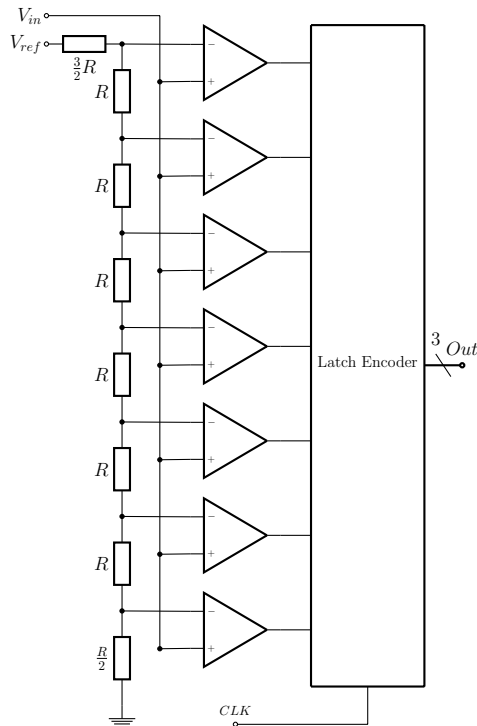 V_in
V_ref
3/2 R
R
−
+
R
−
+
R
−
+
R
−
+
R
−
+
R
−
+
R/2
−
+
Latch Encoder
3
Out
CLK